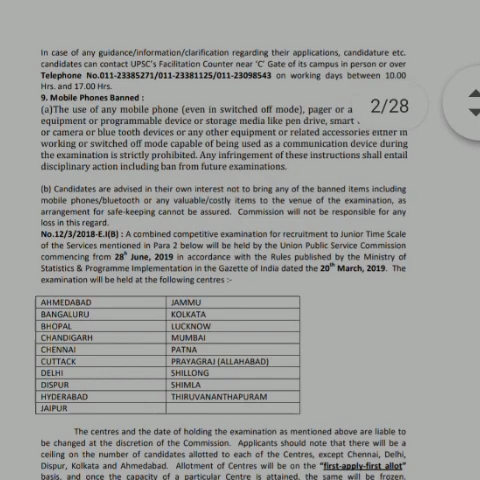 In case of any guidance/information/clarification regarding their applications, candidature etc.
candidates can contact UPSC's Facilitation Counter near 'C' Gate of its campus in person or over
Telephone No.011-23385271/011-23381125/011-23098543 on working days between 10.00
Hrs. and 17.00 Hrs.
9. Mobile Phones Banned :
(a)The use of any mobile phone (even in switched off mode), pager or a
2/28
equipment or programmable device or storage media like pen drive, smart
or camera or blue tooth devices or any other equipment or related accessories either in
working or switched off mode capable of being used as a communication device during
the examination is strictly prohibited. Any infringement of these instructions shall entail
disciplinary action including ban from future examinations.
(b) Candidates are advised in their own interest not to bring any of the banned items including
mobile phones/bluetooth or any valuable/costly items to the venue of the examination, as
arrangement for safe-keeping cannot be assured. Commission will not be responsible for any
loss in this regard.
No.12/3/2018-E.I(B) : A combined competitive examination for recruitment to Junior Time Scale
of the Services mentioned in Para 2 below will be held by the Union Public Service Commission
commencing from 28th June, 2019 in accordance with the Rules published by the Ministry of
Statistics & Programme Implementation in the Gazette of India dated the 20th March, 2019. The
examination will be held at the following centres :-
AHMEDABAD JAMMU
BANGALURU KOLKATA
BHOPAL LUCKNOW
CHANDIGARH MUMBAI
CHENNAI PATNA
CUTTACK PRAYAGRAJ (ALLAHABAD)
DELHI SHILLONG
DISPUR SHIMLA
HYDERABAD THIRUVANANTHAPURAM
JAIPUR
The centres and the date of holding the examination as mentioned above are liable to
be changed at the discretion of the Commission. Applicants should note that there will be a
ceiling on the number of candidates allotted to each of the Centres, except Chennai, Delhi,
Dispur, Kolkata and Ahmedabad. Allotment of Centres will be on the "first-apply-first allot"
basis, and once the capacity of a particular Centre is attained, the same will be frozen.